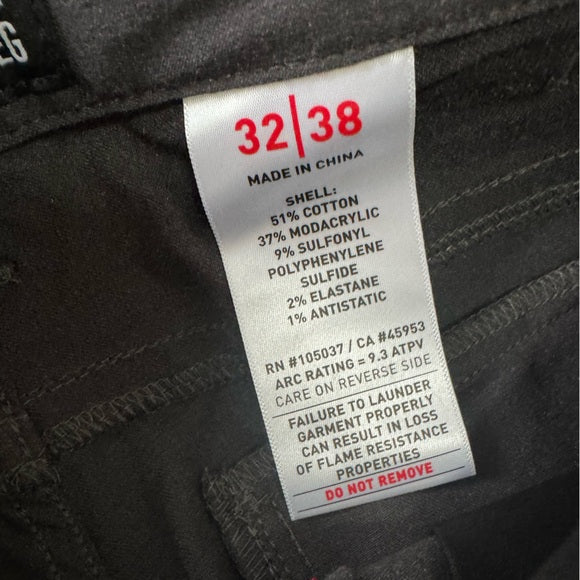 EG
32|38
MADE IN CHINA
SHELL:
51% COTTON
37% MODACRYLIC
9% SULFONYL
POLYPHENYLENE
SULFIDE
2% ELASTANE
1% ANTISTATIC
RN #105037 / CA #45953
ARC RATING = 9.3 ATPV
CARE ON REVERSE SIDE
FAILURE TO LAUNDER
GARMENT PROPERLY
CAN RESULT IN LOSS
OF FLAME RESISTANCE
PROPERTIES
DO NOT REMOVE